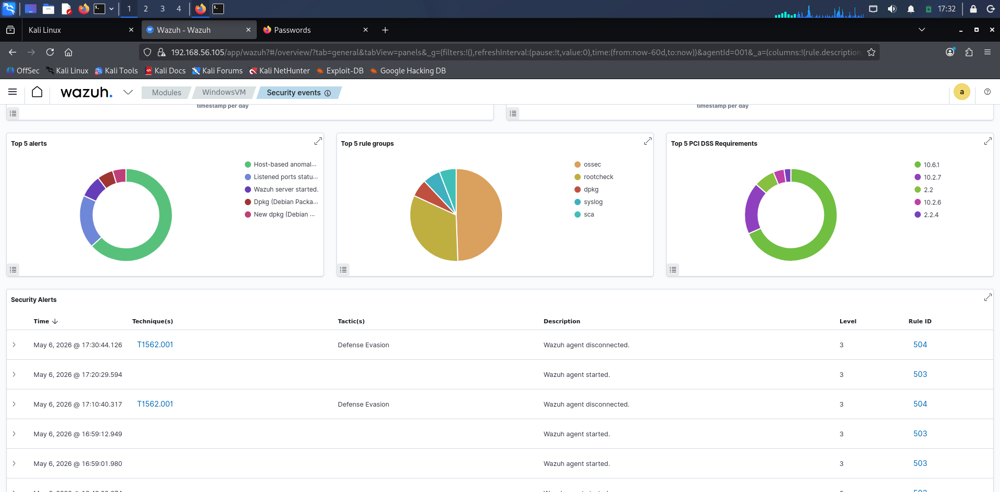 1 2 3 4 17:32
Kali Linux Wazuh - Wazuh Passwords
192.168.56.105/app/wazuh?#/overview/?tab=general&tabView=panels&_g=(filters:!(),refreshInterval:(pause:!t,value:0),time:(from:now-60d,to:now))&agentId=001&_a=(columns:!(rule.description,
OffSec Kali Linux Kali Tools Kali Docs Kali Forums Kali NetHunter Exploit-DB Google Hacking DB
wazuh. Modules WindowsVM Security events a
timestamp per day timestamp per day
Top 5 alerts
Host-based anomal...
Listened ports statu...
Wazuh server started.
Dpkg (Debian Packa...
New dpkg (Debian ...
Top 5 rule groups
ossec
rootcheck
dpkg
syslog
sca
Top 5 PCI DSS Requirements
10.6.1
10.2.7
2.2
10.2.6
2.2.4
Security Alerts
Time Technique(s) Tactic(s) Description Level Rule ID
May 6, 2026 @ 17:30:44.126 T1562.001 Defense Evasion Wazuh agent disconnected. 3 504
May 6, 2026 @ 17:20:29.594 Wazuh agent started. 3 503
May 6, 2026 @ 17:10:40.317 T1562.001 Defense Evasion Wazuh agent disconnected. 3 504
May 6, 2026 @ 16:59:12.949 Wazuh agent started. 3 503
May 6, 2026 @ 16:59:01.980 Wazuh agent started. 3 503